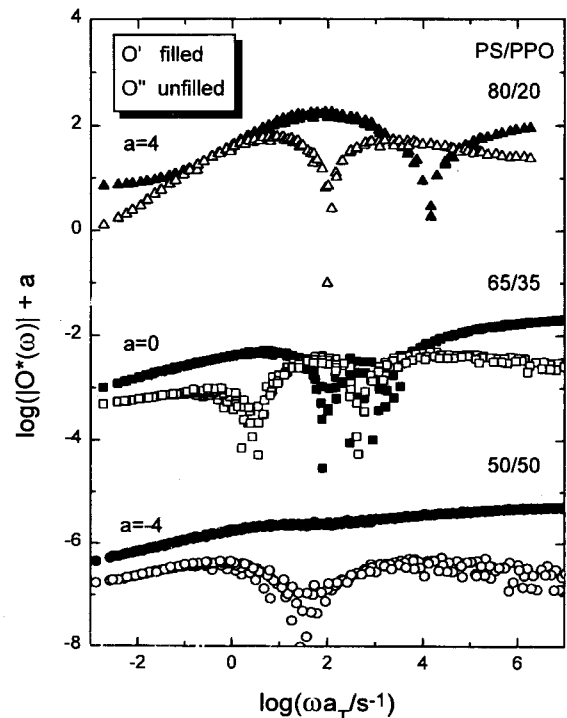 4
2
0
-2
-4
-6
-8
O' filled
O" unfilled
PS/PPO
80/20
a=4
65/35
a=0
50/50
a=-4
log(|O*(ω)| + a
-2
0
2
4
6
log(ωa_T/s⁻¹)